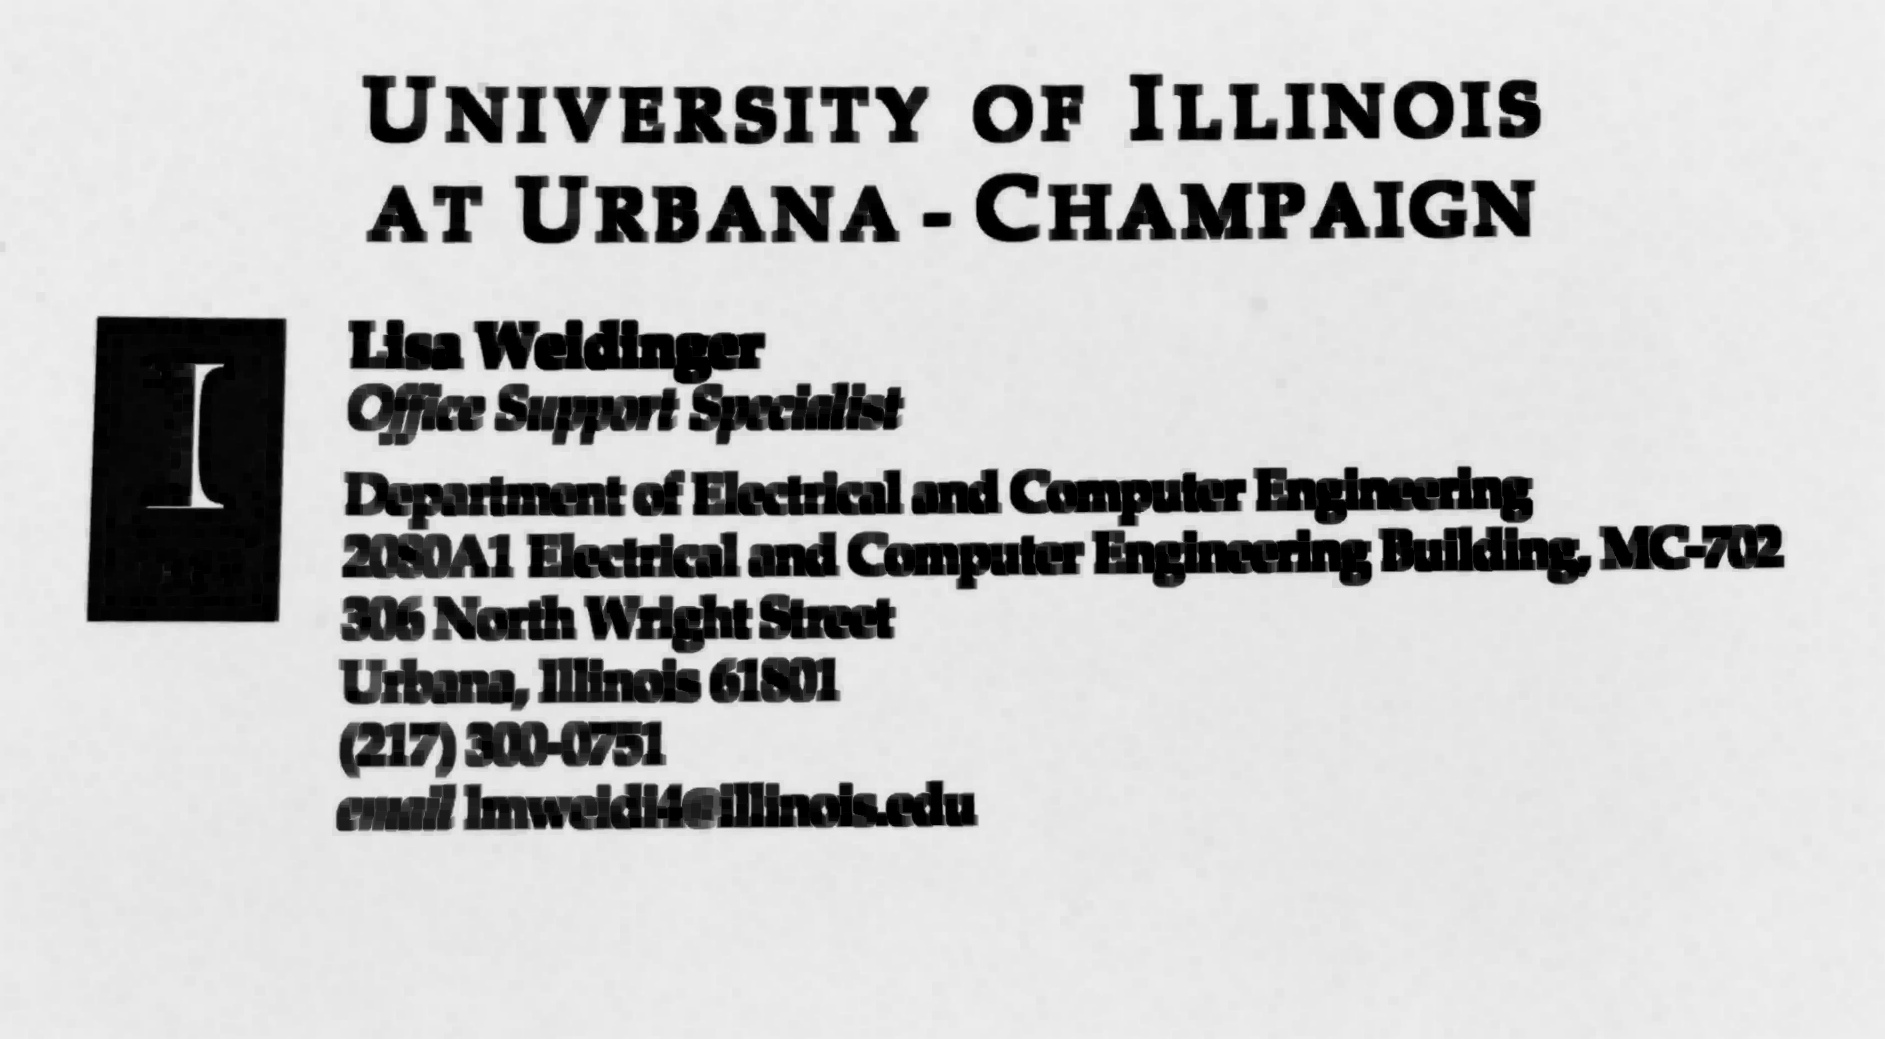 UNIVERSITY OF ILLINOIS
AT URBANA - CHAMPAIGN
I
Lisa Weidinger
Office Support Specialist
Department of Electrical and Computer Engineering
2080A1 Electrical and Computer Engineering Building, MC-702
306 North Wright Street
Urbana, Illinois 61801
(217) 300-0751
email lmweidi4@illinois.edu